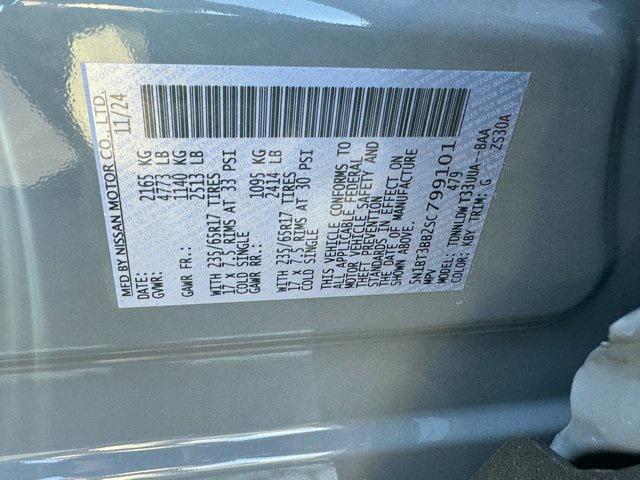 MFD BY NISSAN MOTOR CO., LTD.
DATE: 11/24
GVWR: 2165 KG
4773 LB
GAWR FR.: 1140 KG
2513 LB
WITH 235/65R17 TIRES
17 X 7.5 RIMS AT 33 PSI
COLD SINGLE
GAWR RR.: 1095 KG
2414 LB
WITH 235/65R17 TIRES
17 X 7.5 RIMS AT 30 PSI
COLD SINGLE
THIS VEHICLE CONFORMS TO
ALL APPLICABLE FEDERAL
MOTOR VEHICLE SAFETY AND
THEFT PREVENTION
STANDARDS IN EFFECT ON
THE DATE OF MANUFACTURE
SHOWN ABOVE.
5N1BT3BB2SC799101
MPV 479
MODEL: TDNNLDW T33UUA--BAA
COLOR: KBY TRIM: G ZS30A